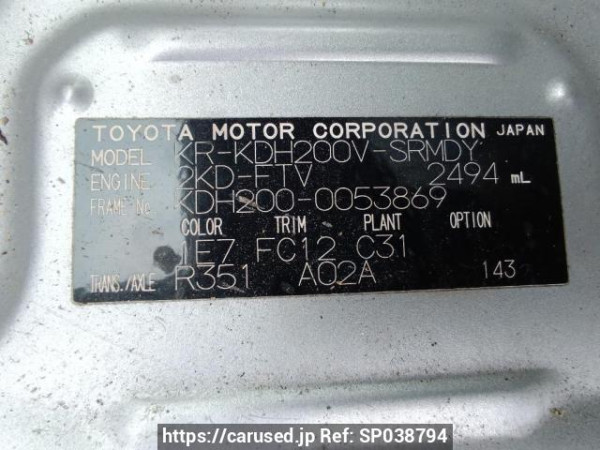 TOYOTA MOTOR CORPORATION JAPAN
MODEL KR-KDH200V-SRMDY
ENGINE 2KD-FTV 2494 mL
FRAME No. KDH200-0053869
COLOR TRIM PLANT OPTION
1E7 FC12 C31
TRANS./AXLE R351 A02A 143
https://carused.jp Ref: SP038794